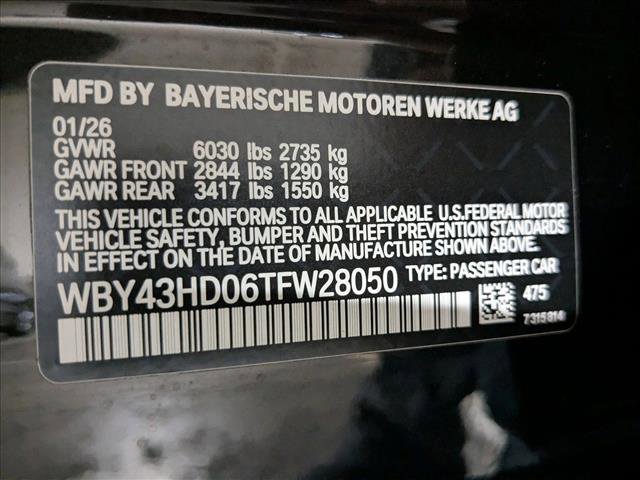 MFD BY BAYERISCHE MOTOREN WERKE AG
01/26
GVWR 6030 lbs 2735 kg
GAWR FRONT 2844 lbs 1290 kg
GAWR REAR 3417 lbs 1550 kg
THIS VEHICLE CONFORMS TO ALL APPLICABLE U.S.FEDERAL MOTOR
VEHICLE SAFETY, BUMPER AND THEFT PREVENTION STANDARDS
IN EFFECT ON THE DATE OF MANUFACTURE SHOWN ABOVE.
WBY43HD06TFW28050 TYPE: PASSENGER CAR
475
7315814